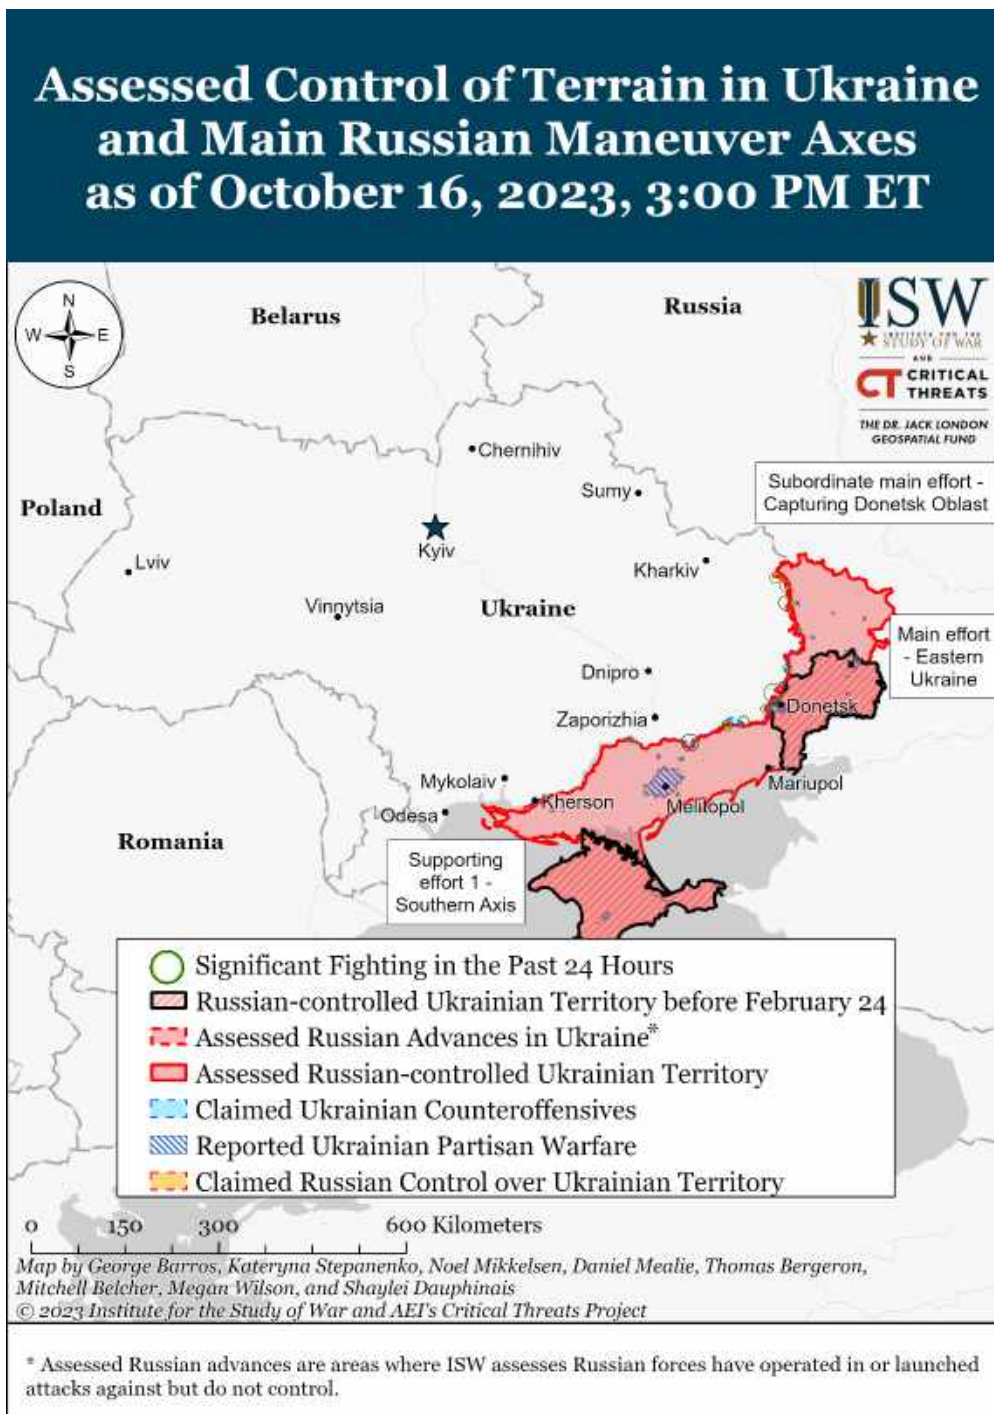 Assessed Control of Terrain in Ukraine
and Main Russian Maneuver Axes
as of October 16, 2023, 3:00 PM ET
N
W
E
S
Belarus
Russia
ISW
INSTITUTE FOR THE
STUDY OF WAR
AND
CT CRITICAL
THREATS
THE DR. JACK LONDON
GEOSPATIAL FUND
Chernihiv
Subordinate main effort -
Capturing Donetsk Oblast
Sumy
Poland
Kyiv
Lviv
Kharkiv
Vinnytsia
Ukraine
Main effort
- Eastern
Ukraine
Dnipro
Donetsk
Zaporizhia
Mykolaiv
Mariupol
Kherson
Melitopol
Odesa
Romania
Supporting
effort 1 -
Southern Axis
Significant Fighting in the Past 24 Hours
Russian-controlled Ukrainian Territory before February 24
Assessed Russian Advances in Ukraine*
Assessed Russian-controlled Ukrainian Territory
Claimed Ukrainian Counteroffensives
Reported Ukrainian Partisan Warfare
Claimed Russian Control over Ukrainian Territory
0 150 300 600 Kilometers
Map by George Barros, Kateryna Stepanenko, Noel Mikkelsen, Daniel Mealie, Thomas Bergeron,
Mitchell Belcher, Megan Wilson, and Shaylei Dauphinais
© 2023 Institute for the Study of War and AEI's Critical Threats Project
* Assessed Russian advances are areas where ISW assesses Russian forces have operated in or launched
attacks against but do not control.